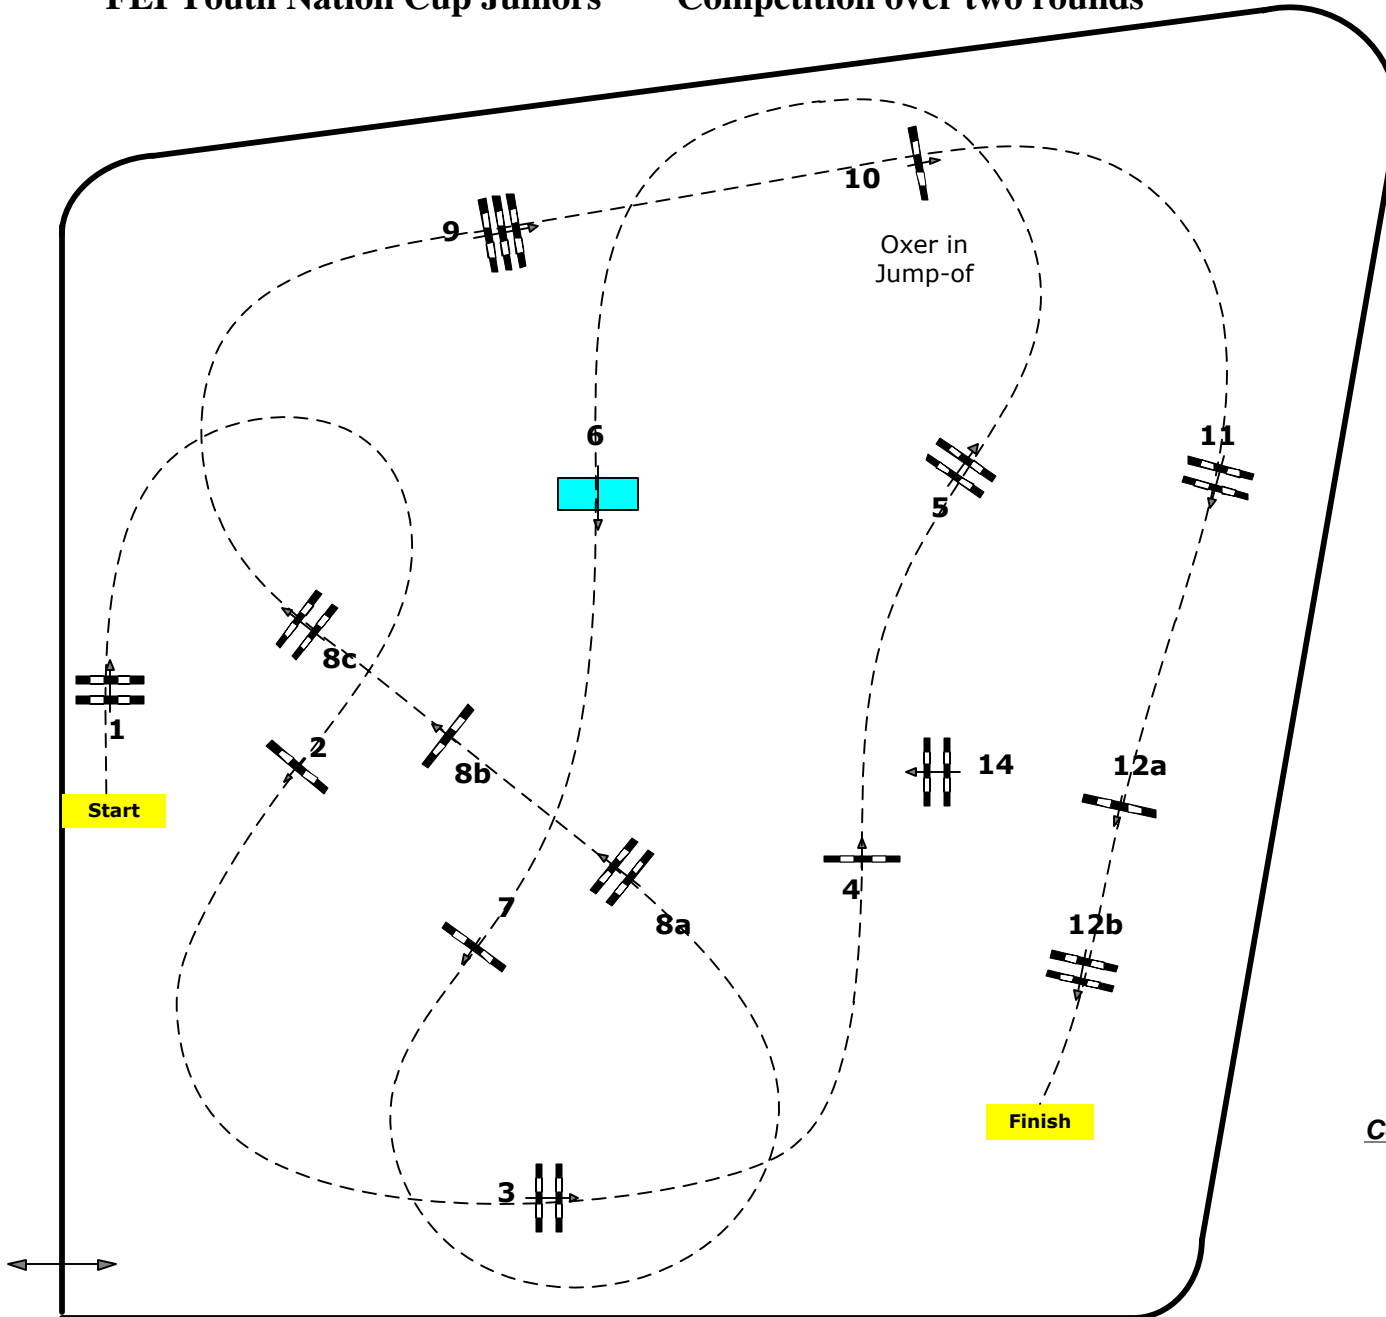 FEI Youth Nation Cup Juniors Competition over two rounds
10
9
Oxer in
Jump-of
6
11
5
8c
1
2
14
12a
8b
Start
4
7
8a
12b
Finish
C
3